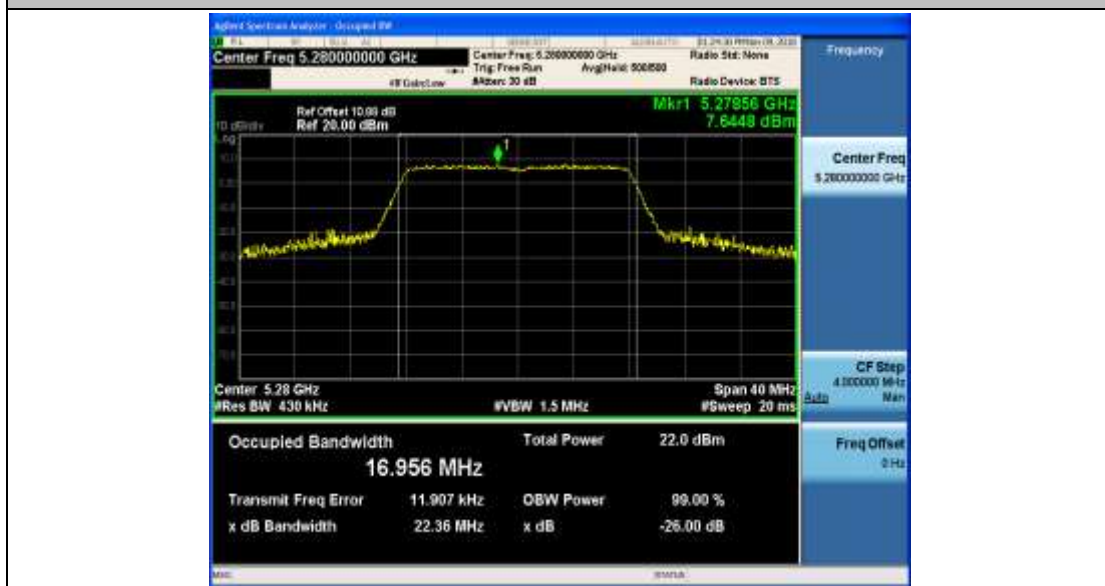 Agilent Spectrum Analyzer - Occupied BW
Center Freq 5.280000000 GHz
Center Freq: 5.280000000 GHz
Radio Std: None
Trig: Free Run
Avg|Hold: 500/500
#IFGain:Low
#Atten: 30 dB
Radio Device: BTS
Frequency
Mkr1 5.27856 GHz
7.6448 dBm
10 dB/div
Ref 20.00 dBm
Log
1
Center Freq
5.280000000 GHz
Center 5.28 GHz
Span 40 MHz
#Res BW 430 kHz
#VBW 1.5 MHz
#Sweep 20 ms
CF Step
4.000000 MHz
Auto Man
Occupied Bandwidth
Total Power 22.0 dBm
16.956 MHz
Freq Offset
0 Hz
Transmit Freq Error 11.907 kHz OBW Power 99.00 %
x dB Bandwidth 22.36 MHz x dB -26.00 dB
MSG
STATUS